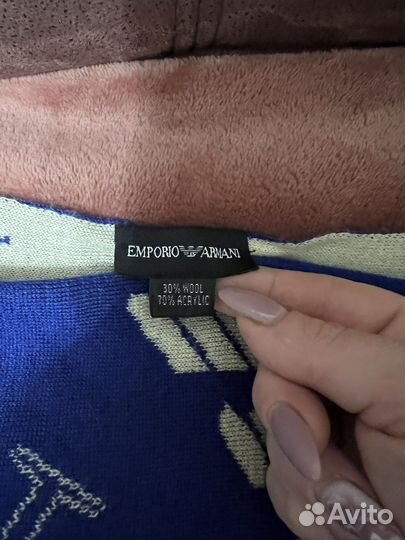 EMPORIO ARMANI
30% WOOL
70% ACRYLIC
Avito